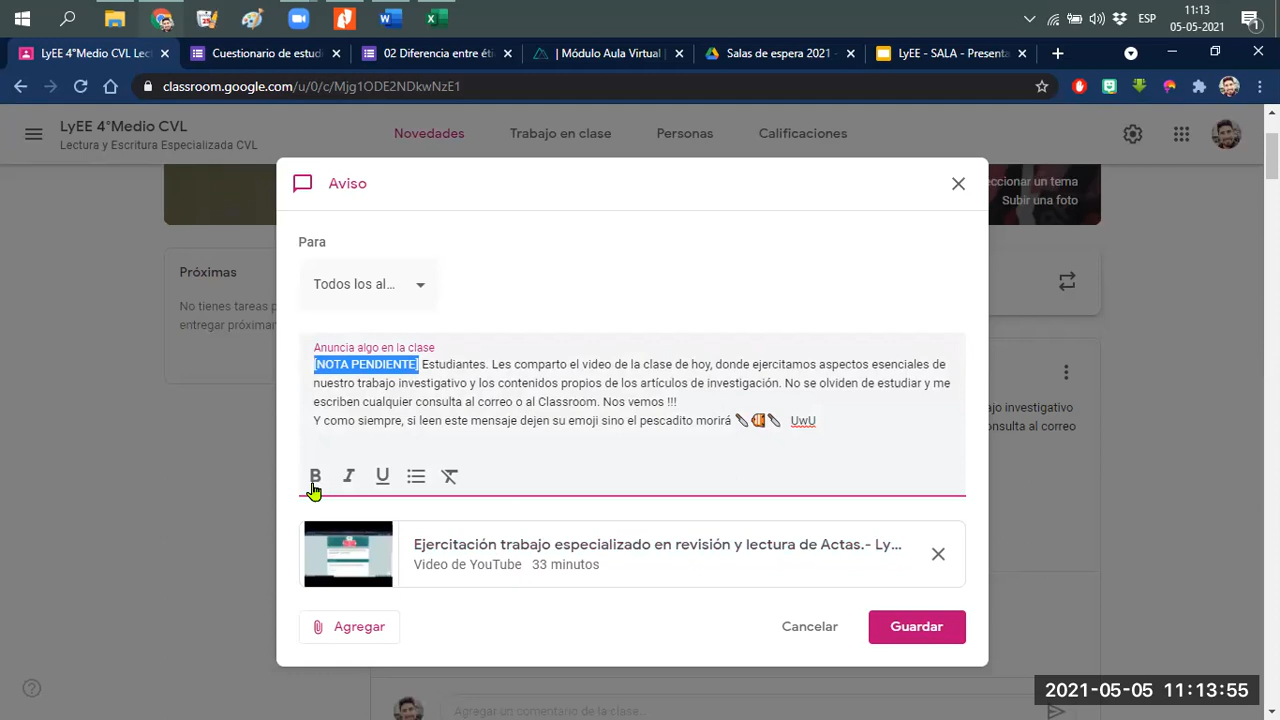 11:13
ESP
05-05-2021
LyEE 4°Medio CVL Lec
Cuestionario de estud
02 Diferencia entre éti
| Módulo Aula Virtual |
Salas de espera 2021 -
LyEE - SALA - Presenta
classroom.google.com/u/0/c/Mjg1ODE2NDkwNzE1
LyEE 4°Medio CVL
Lectura y Escritura Especializada CVL
Novedades
Trabajo en clase
Personas
Calificaciones
eccionar un tema
Subir una foto
Próximas
No tienes tareas p
entregar próximar
Aviso
Para
Todos los al...
Anuncia algo en la clase
[NOTA PENDIENTE] Estudiantes. Les comparto el video de la clase de hoy, donde ejercitamos aspectos esenciales de
nuestro trabajo investigativo y los contenidos propios de los artículos de investigación. No se olviden de estudiar y me
escriben cualquier consulta al correo o al Classroom. Nos vemos !!!
Y como siempre, si leen este mensaje dejen su emoji sino el pescadito morirá 🔪🐠🔪 UwU
B I U
ajo investigativo
onsulta al correo
Ejercitación trabajo especializado en revisión y lectura de Actas.- Ly...
Video de YouTube 33 minutos
Agregar
Cancelar
Guardar
Agregar un comentario de la clase...
2021-05-05 11:13:55